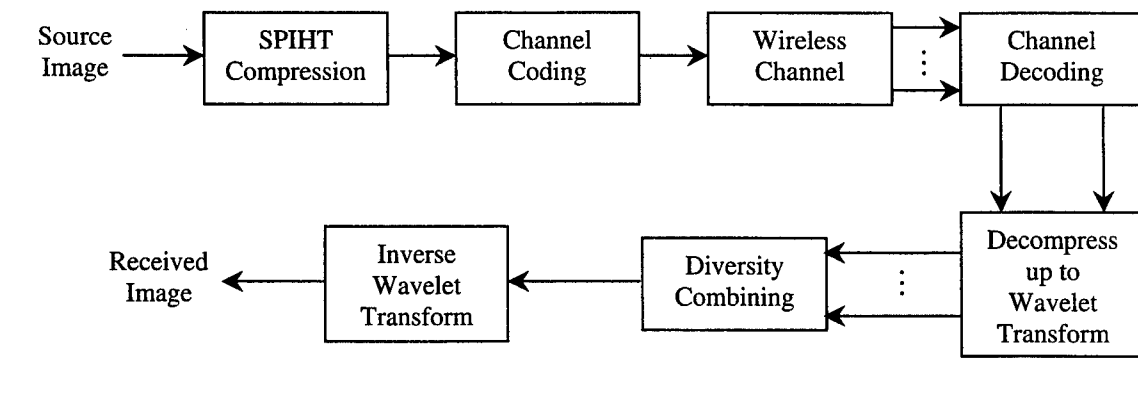 Source
Image
SPIHT
Compression
Channel
Coding
Wireless
Channel
Channel
Decoding
Decompress
up to
Wavelet
Transform
Diversity
Combining
Inverse
Wavelet
Transform
Received
Image